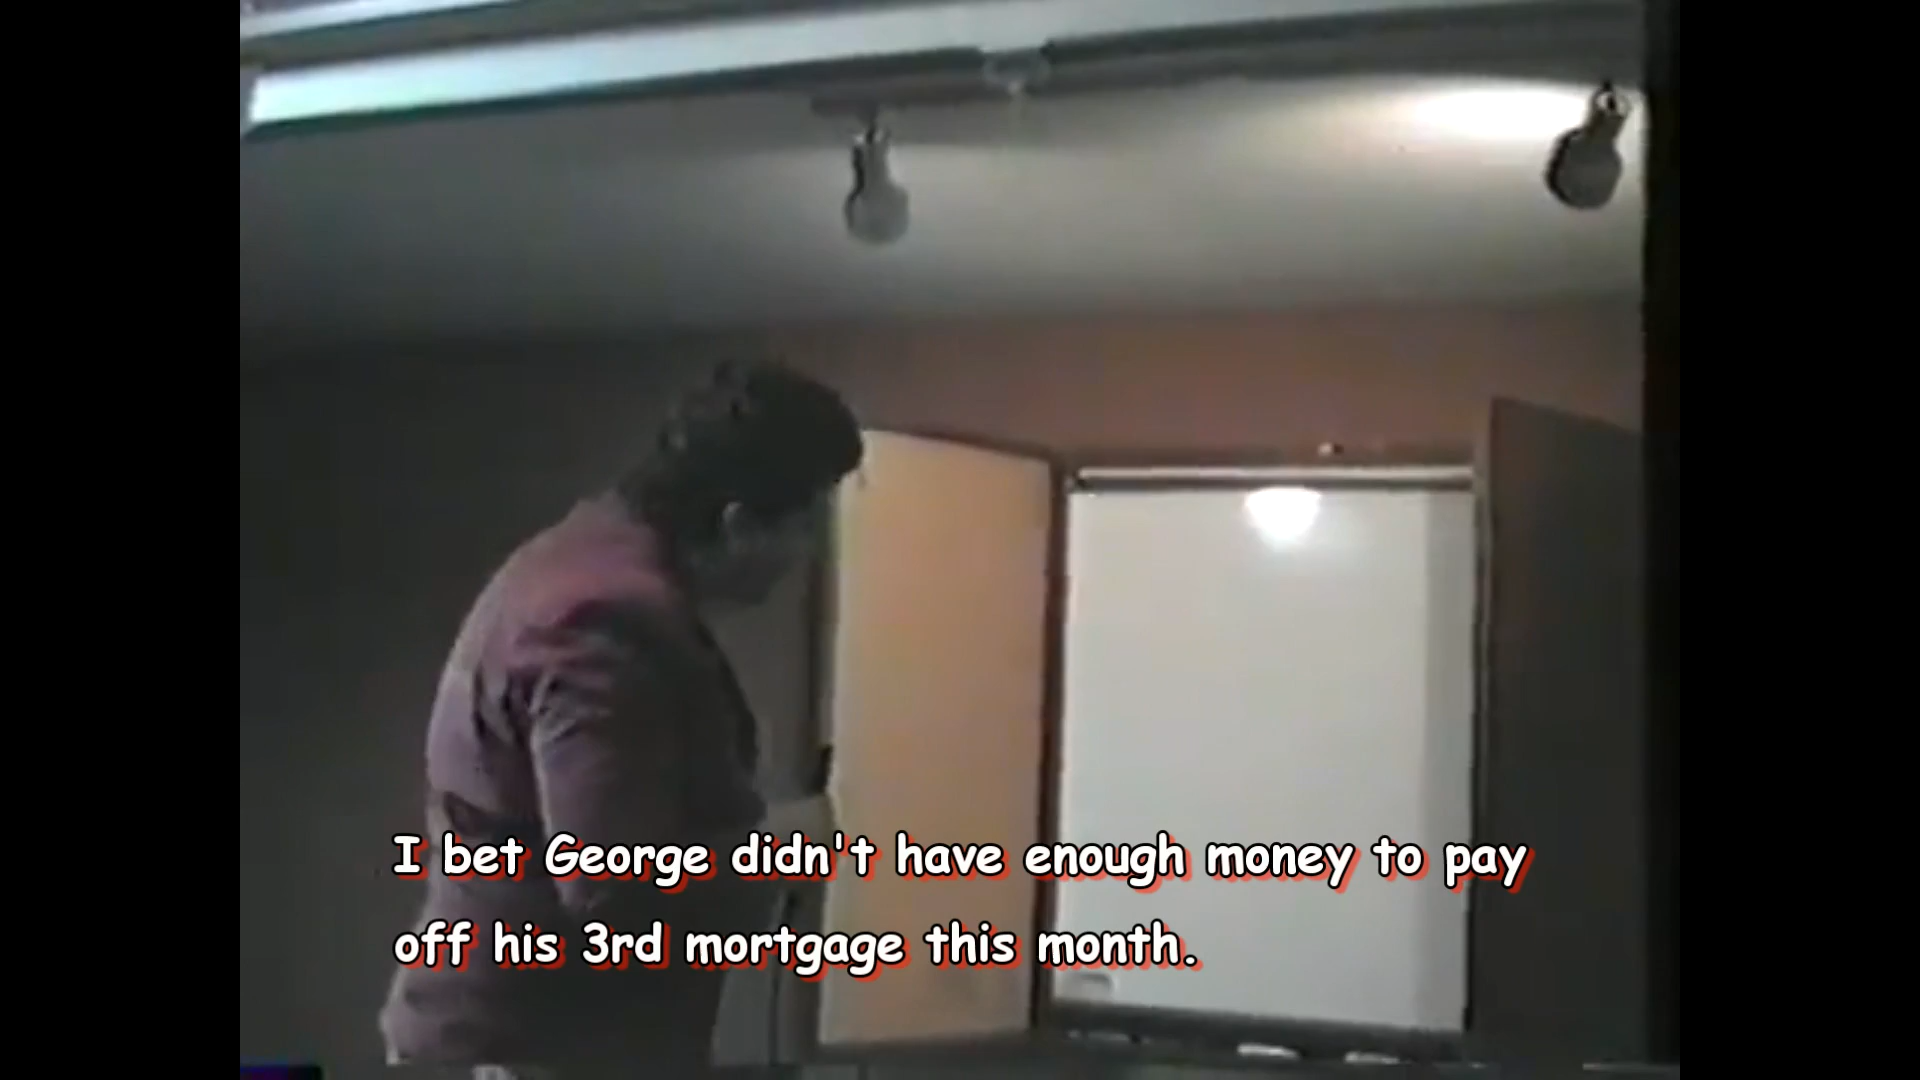 I bet George didn't have enough money to pay
off his 3rd mortgage this month.